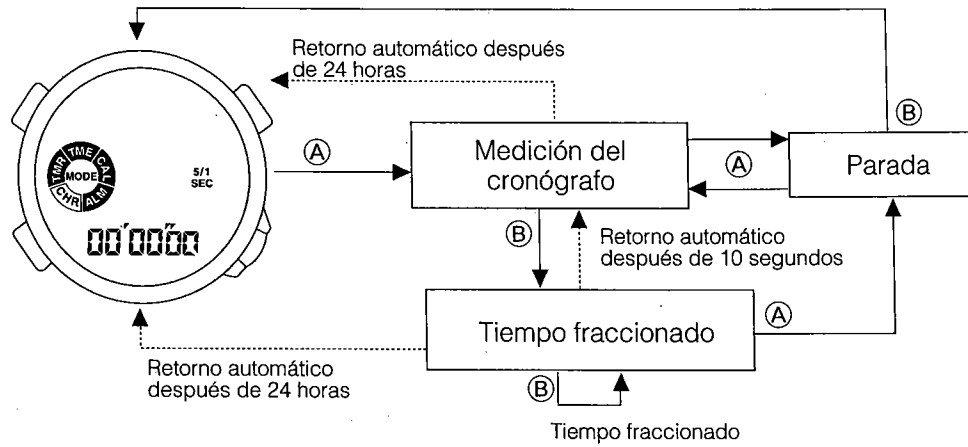 Retorno automático después
de 24 horas
Ⓑ
Ⓐ
Medición del
cronógrafo
Ⓐ
Parada
TMR TME CAL
MODE
CHR ALM
5/1
SEC
00'00"00
Ⓑ
Retorno automático
después de 10 segundos
Tiempo fraccionado
Ⓐ
Retorno automático
después de 24 horas
Ⓑ
Tiempo fraccionado